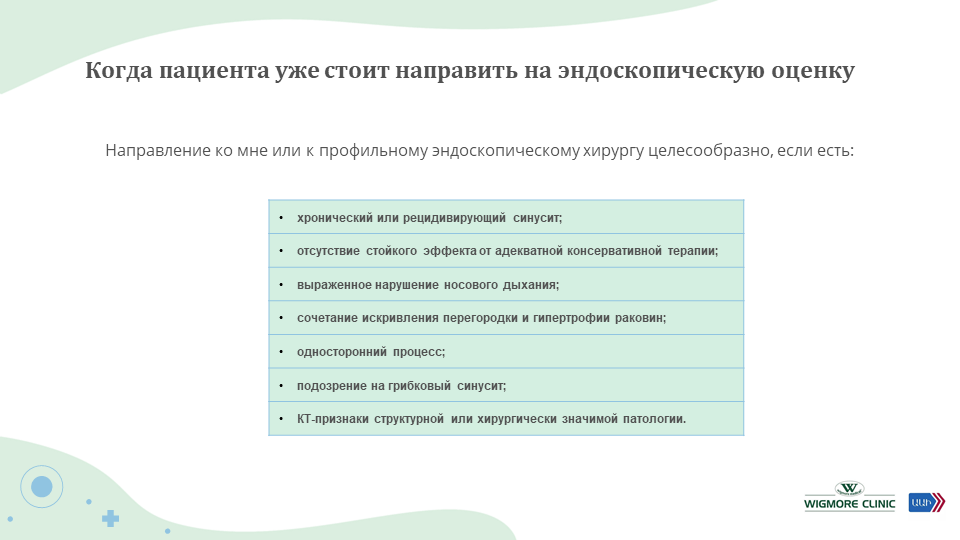 Когда пациента уже стоит направить на эндоскопическую оценку
Направление ко мне или к профильному эндоскопическому хирургу целесообразно, если есть:
• хронический или рецидивирующий синусит;
• отсутствие стойкого эффекта от адекватной консервативной терапии;
• выраженное нарушение носового дыхания;
• сочетание искривления перегородки и гипертрофии раковин;
• односторонний процесс;
• подозрение на грибковый синусит;
• КТ-признаки структурной или хирургически значимой патологии.
W
WIGMORE CLINIC